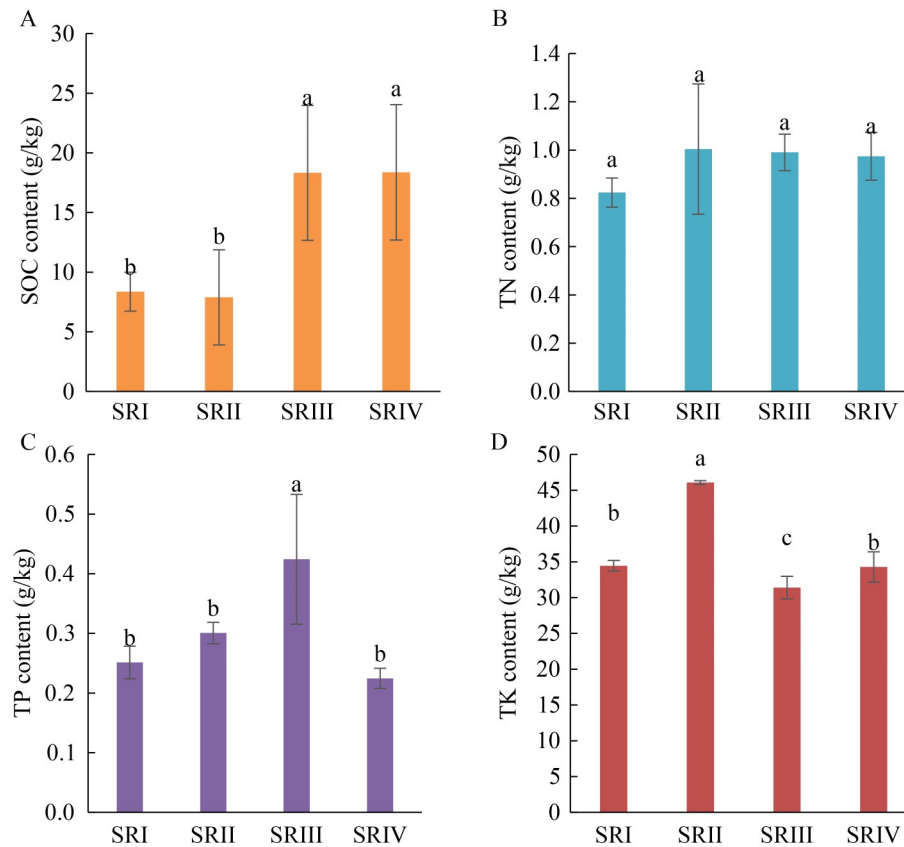 A
SOC content (g/kg)
30
25
20
15
10
5
0
b
b
a
a
SRI SRII SRIII SRIV
B
TN content (g/kg)
1.4
1.2
1.0
0.8
0.6
0.4
0.2
0.0
a
a
a
a
SRI SRII SRIII SRIV
C
TP content (g/kg)
0.6
0.5
0.4
0.3
0.2
0.1
0.0
b
b
a
b
SRI SRII SRIII SRIV
D
TK content (g/kg)
50
45
40
35
30
25
20
15
10
5
0
b
a
c
b
SRI SRII SRIII SRIV